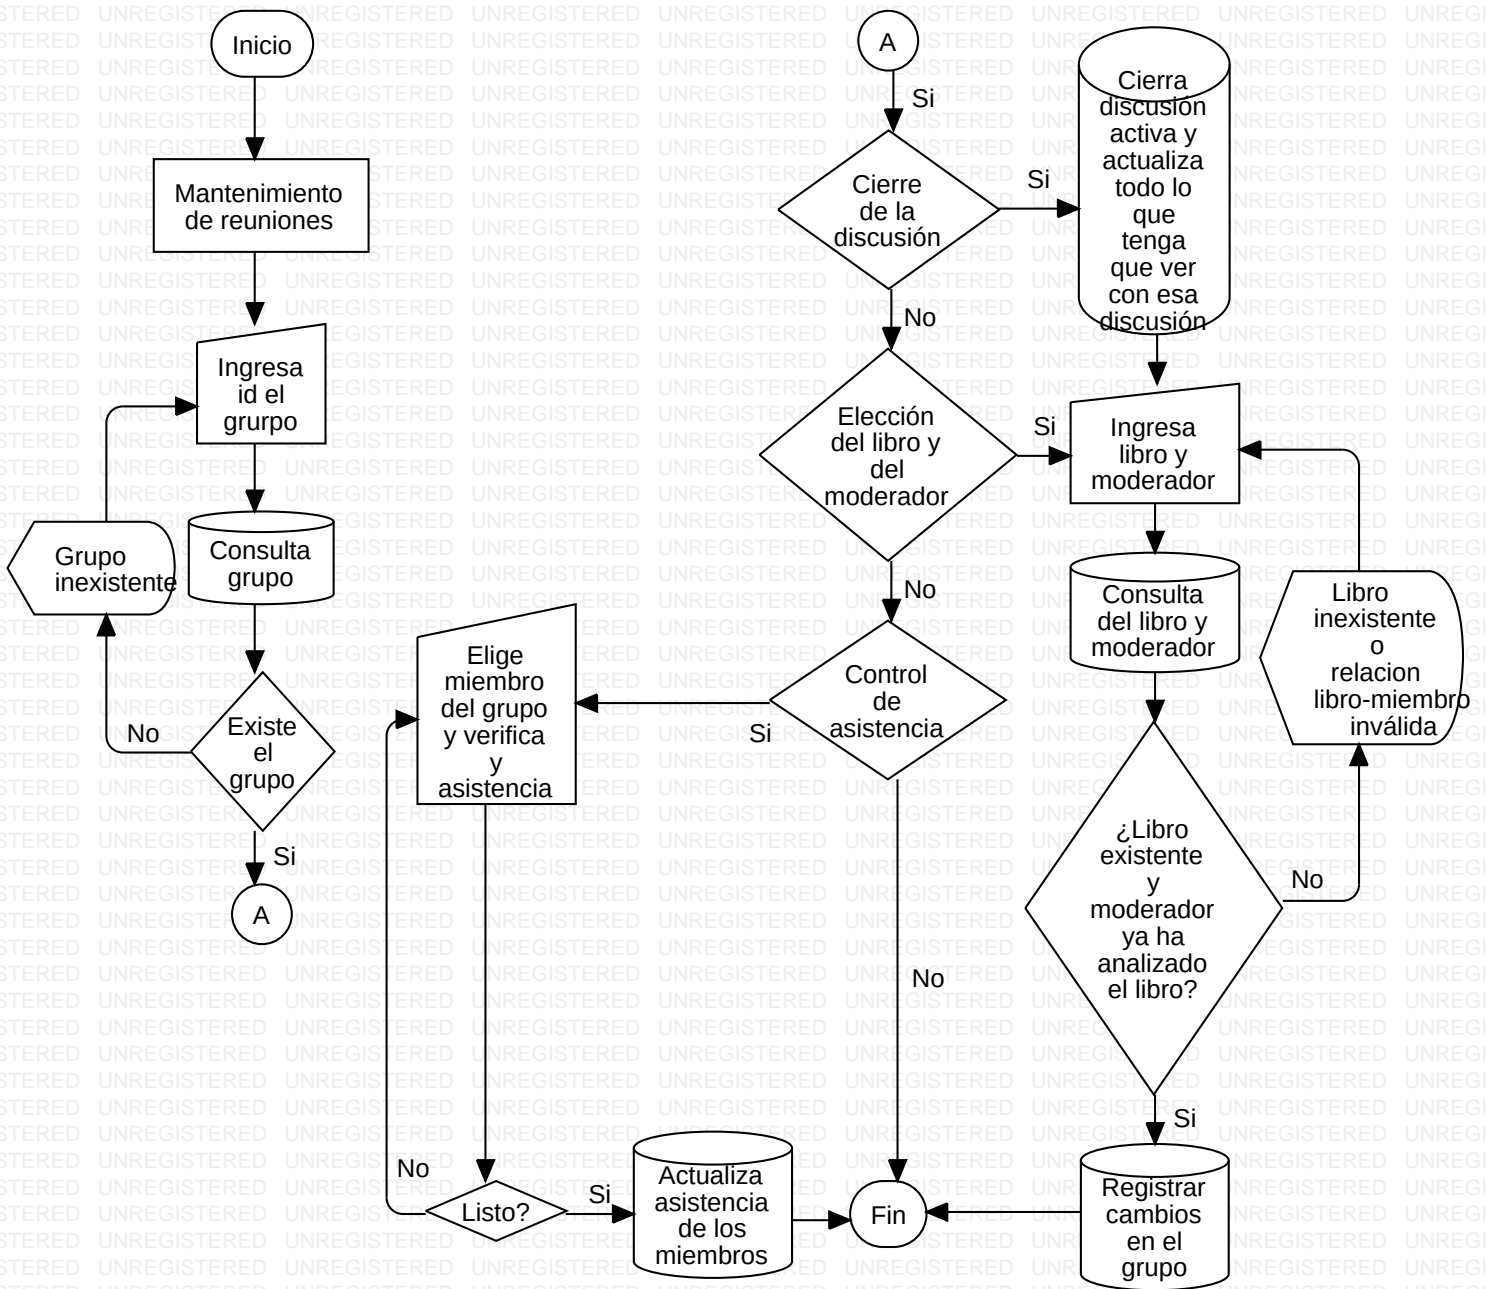 Inicio
Mantenimiento
de reuniones
Ingresa
id el
grurpo
Consulta
grupo
Grupo
inexistente
Existe
el
grupo
No
Si
A
A
Si
Cierre
de la
discusión
Si
No
Cierra
discusión
activa y
actualiza
todo lo
que
tenga
que ver
con esa
discusión
Elección
del libro y
del
moderador
Si
No
Ingresa
libro y
moderador
Consulta
del libro y
moderador
Libro
inexistente
o
relacion
libro-miembro
inválida
¿Libro
existente
y
moderador
ya ha
analizado
el libro?
No
Si
Registrar
cambios
en el
grupo
Control
de
asistencia
Si
No
Elige
miembro
del grupo
y verifica
y
asistencia
Listo?
No
Si
Actualiza
asistencia
de los
miembros
Fin
UNREGISTERED